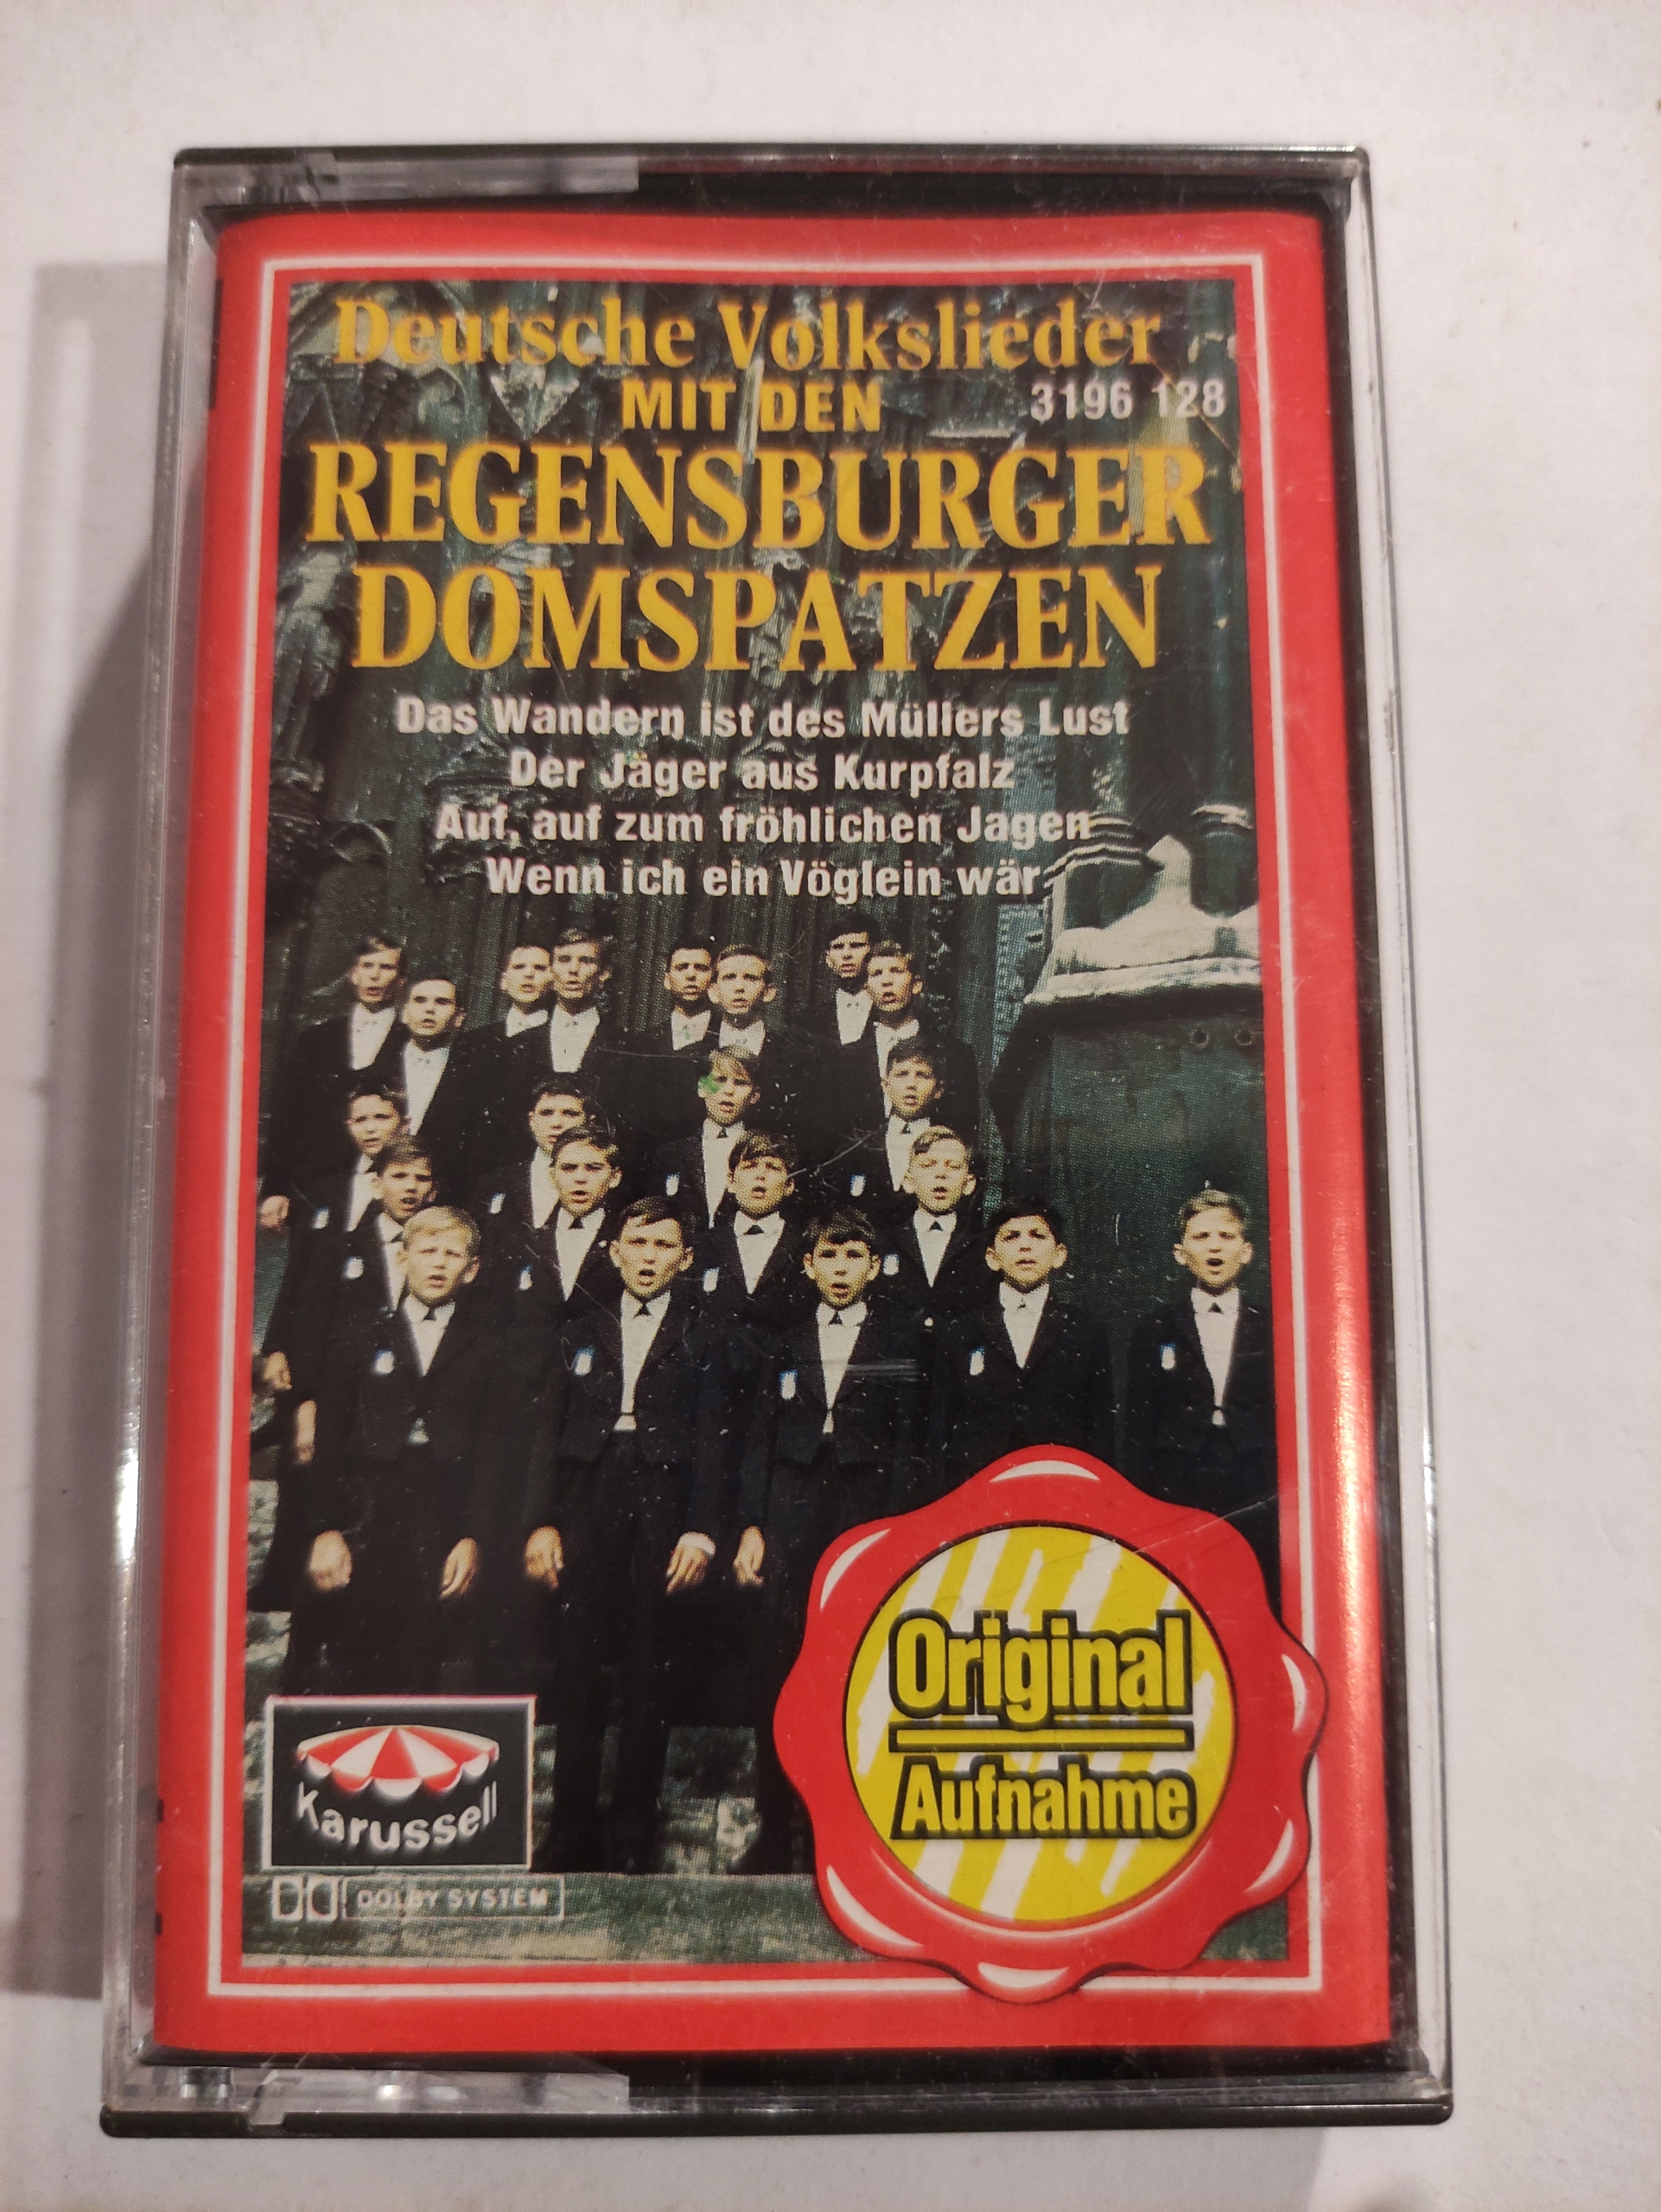 Deutsche Volkslieder
MIT DEN
3196 128
REGENSBURGER
DOMSPATZEN
Das Wandern ist des Müllers Lust
Der Jäger aus Kurpfalz
Auf, auf zum fröhlichen Jagen
Wenn ich ein Vöglein wär
Original
Aufnahme
Karussell
DOLBY SYSTEM